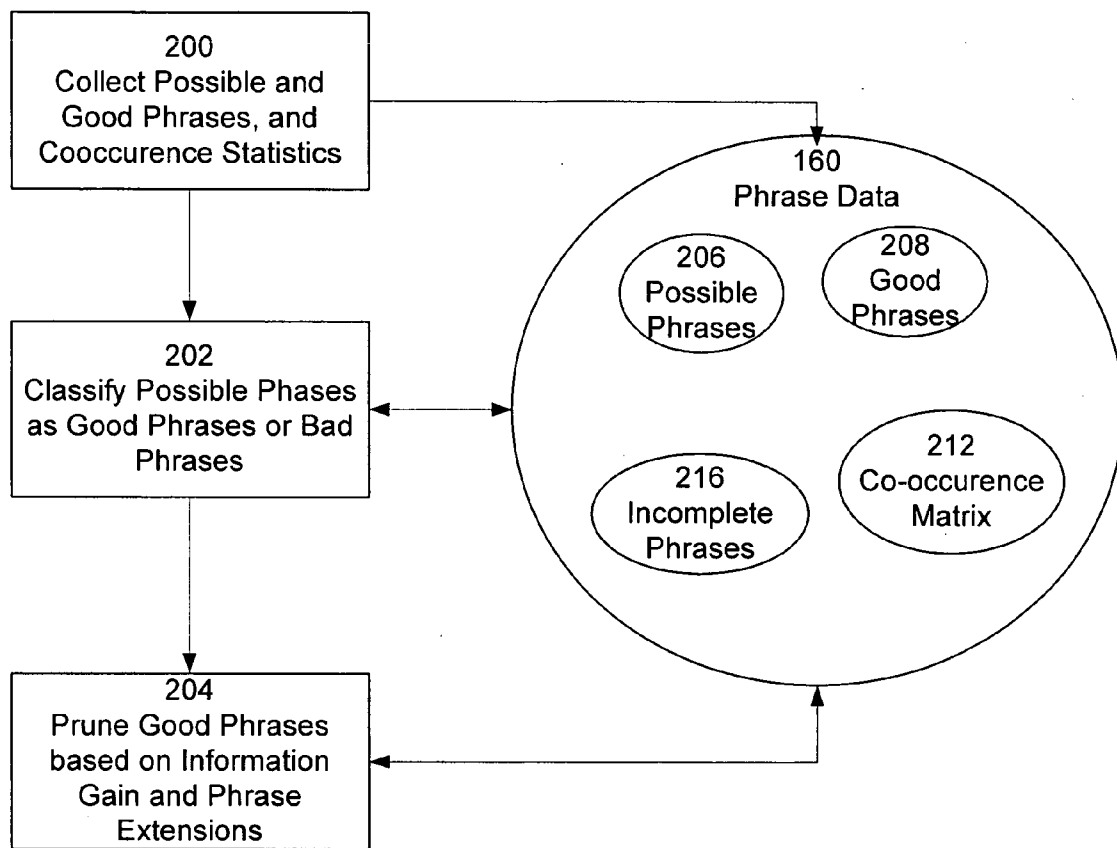 200
Collect Possible and
Good Phrases, and
Cooccurence Statistics
160
Phrase Data
206
Possible
Phrases
208
Good
Phrases
202
Classify Possible Phases
as Good Phrases or Bad
Phrases
216
Incomplete
Phrases
212
Co-occurence
Matrix
204
Prune Good Phrases
based on Information
Gain and Phrase
Extensions